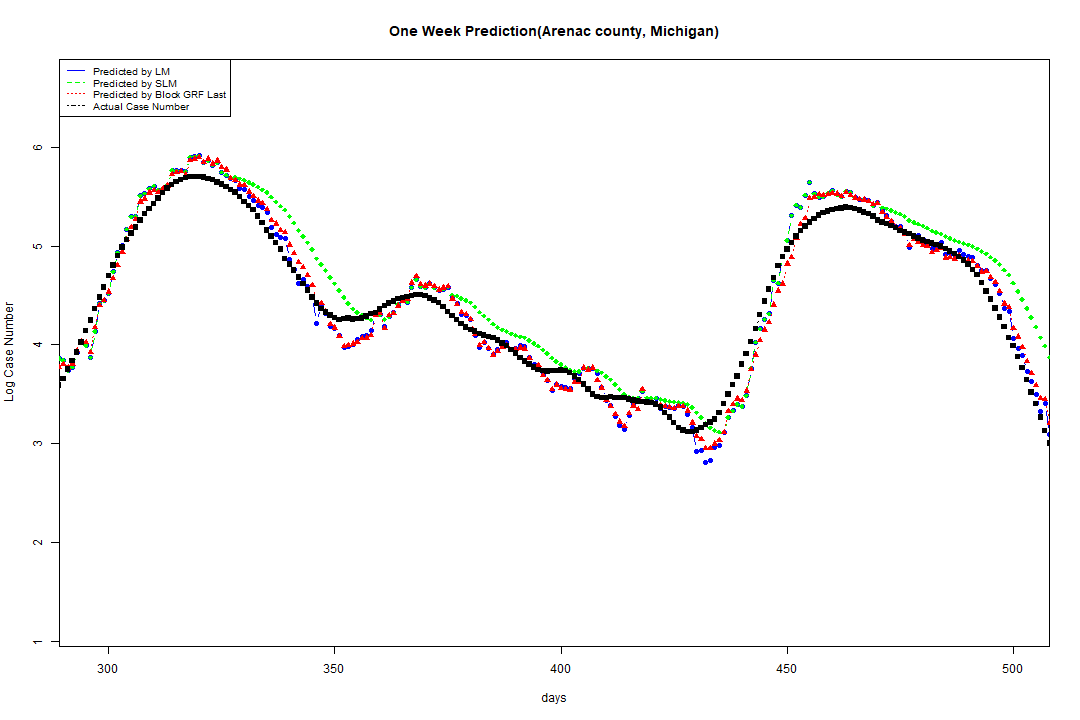 One Week Prediction(Arenac county, Michigan)
Predicted by LM
Predicted by SLM
Predicted by Block GRF Last
Actual Case Number
6
5
4
3
2
1
Log Case Number
300
350
400
450
500
days